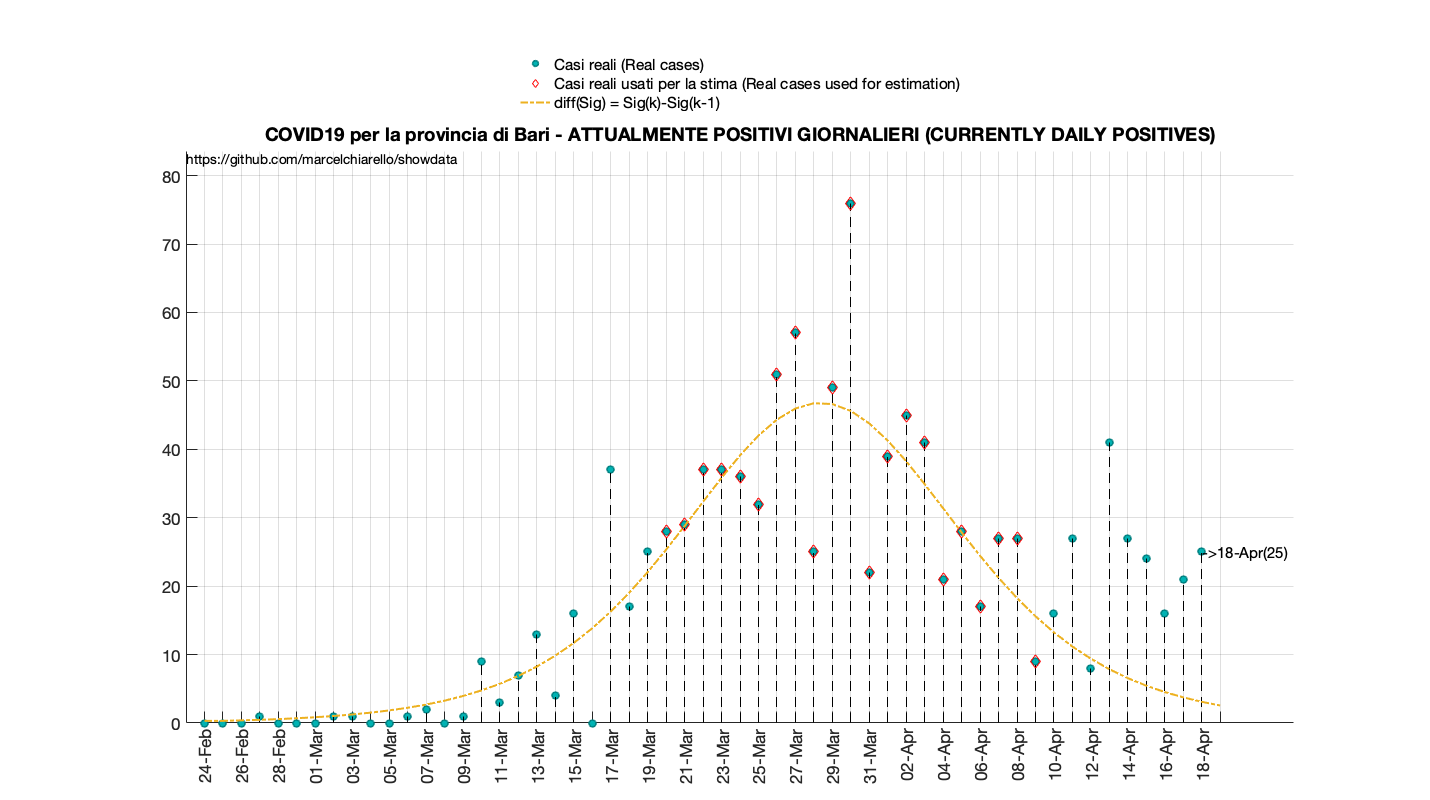 Casi reali (Real cases)
Casi reali usati per la stima (Real cases used for estimation)
diff(Sig) = Sig(k)-Sig(k-1)
COVID19 per la provincia di Bari - ATTUALMENTE POSITIVI GIORNALIERI (CURRENTLY DAILY POSITIVES)
https://github.com/marcelchiarello/showdata
80
70
60
50
40
30
20
10
0
->18-Apr(25)
24-Feb
26-Feb
28-Feb
01-Mar
03-Mar
05-Mar
07-Mar
09-Mar
11-Mar
13-Mar
15-Mar
17-Mar
19-Mar
21-Mar
23-Mar
25-Mar
27-Mar
29-Mar
31-Mar
02-Apr
04-Apr
06-Apr
08-Apr
10-Apr
12-Apr
14-Apr
16-Apr
18-Apr